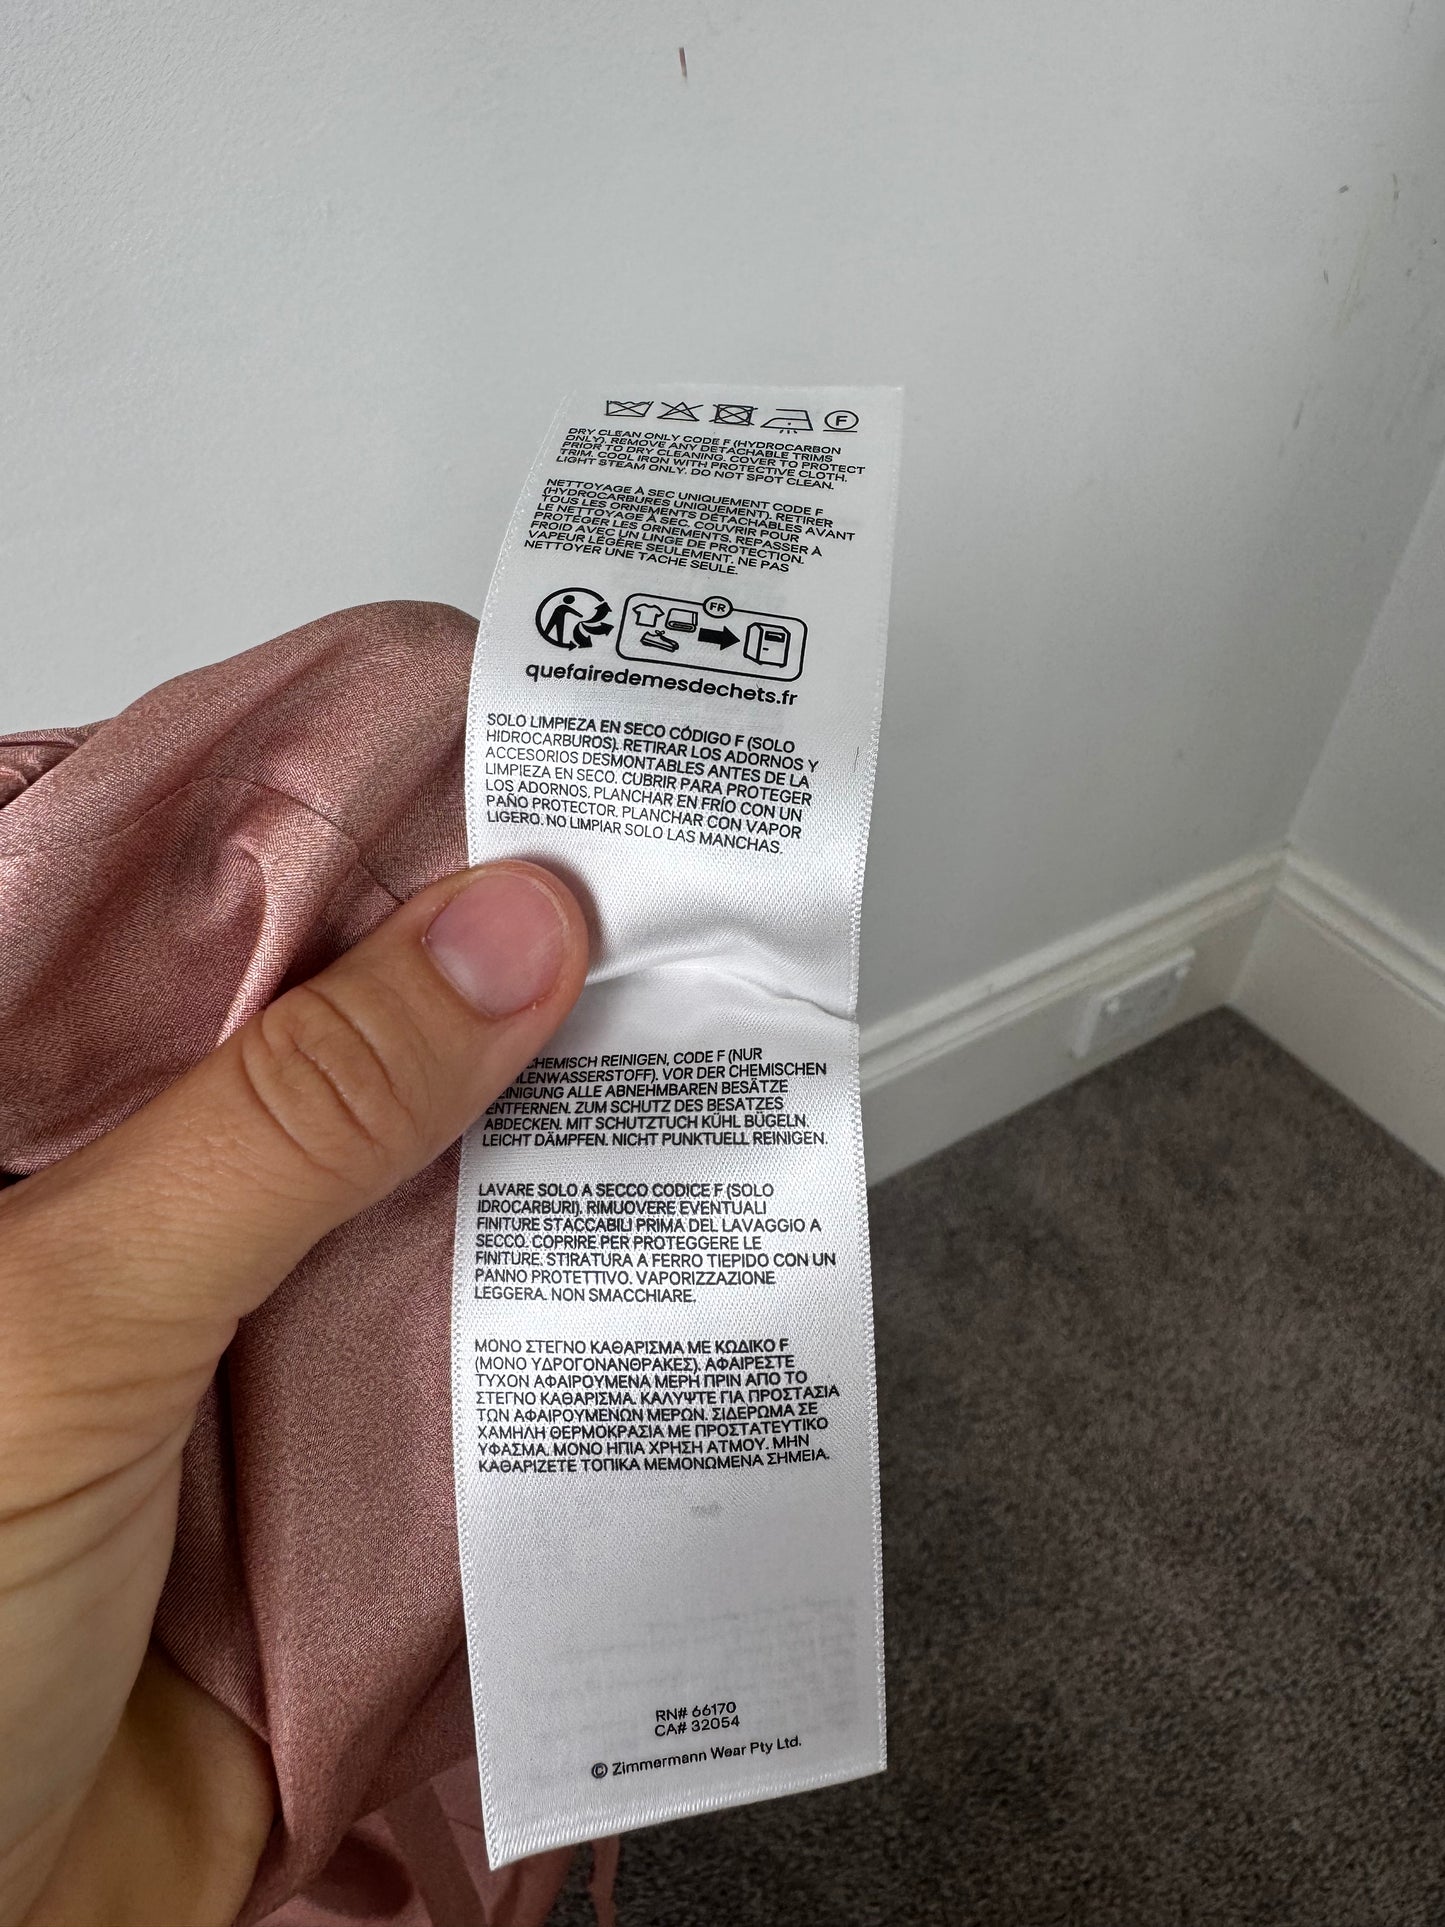 F
DRY CLEAN ONLY CODE F (HYDROCARBON
ONLY). REMOVE ANY DETACHABLE TRIMS
PRIOR TO DRY CLEANING. COVER TO PROTECT
TRIM. COOL IRON WITH PROTECTIVE CLOTH.
LIGHT STEAM ONLY. DO NOT SPOT CLEAN.
NETTOYAGE À SEC UNIQUEMENT CODE F
(HYDROCARBURES UNIQUEMENT). RETIRER
TOUS LES ORNEMENTS DÉTACHABLES AVANT
LE NETTOYAGE À SEC. COUVRIR POUR
PROTÉGER LES ORNEMENTS. REPASSER À
FROID AVEC UN LINGE DE PROTECTION.
VAPEUR LÉGÈRE SEULEMENT. NE PAS
NETTOYER UNE TACHE SEULE.
FR
quefairedemesdechets.fr
SOLO LIMPIEZA EN SECO CÓDIGO F (SOLO
HIDROCARBUROS). RETIRAR LOS ADORNOS Y
ACCESORIOS DESMONTABLES ANTES DE LA
LIMPIEZA EN SECO. CUBRIR PARA PROTEGER
LOS ADORNOS. PLANCHAR EN FRÍO CON UN
PAÑO PROTECTOR. PLANCHAR CON VAPOR
LIGERO. NO LIMPIAR SOLO LAS MANCHAS.
CHEMISCH REINIGEN, CODE F (NUR
LENWASSERSTOFF). VOR DER CHEMISCHEN
EINIGUNG ALLE ABNEHMBAREN BESÄTZE
ENTFERNEN. ZUM SCHUTZ DES BESATZES
ABDECKEN. MIT SCHUTZTUCH KÜHL BÜGELN.
LEICHT DÄMPFEN. NICHT PUNKTUELL REINIGEN.
LAVARE SOLO A SECCO CODICE F (SOLO
IDROCARBURI). RIMUOVERE EVENTUALI
FINITURE STACCABILI PRIMA DEL LAVAGGIO A
SECCO. COPRIRE PER PROTEGGERE LE
FINITURE. STIRATURA A FERRO TIEPIDO CON UN
PANNO PROTETTIVO. VAPORIZZAZIONE
LEGGERA. NON SMACCHIARE.
ΜΟΝΟ ΣΤΕΓΝΟ ΚΑΘΑΡΙΣΜΑ ΜΕ ΚΩΔΙΚΟ F
(ΜΟΝΟ ΥΔΡΟΓΟΝΑΝΘΡΑΚΕΣ). ΑΦΑΙΡΕΣΤΕ
ΤΥΧΟΝ ΑΦΑΙΡΟΥΜΕΝΑ ΜΕΡΗ ΠΡΙΝ ΑΠΟ ΤΟ
ΣΤΕΓΝΟ ΚΑΘΑΡΙΣΜΑ. ΚΑΛΥΨΤΕ ΓΙΑ ΠΡΟΣΤΑΣΙΑ
ΤΩΝ ΑΦΑΙΡΟΥΜΕΝΩΝ ΜΕΡΩΝ. ΣΙΔΕΡΩΜΑ ΣΕ
ΧΑΜΗΛΗ ΘΕΡΜΟΚΡΑΣΙΑ ΜΕ ΠΡΟΣΤΑΤΕΥΤΙΚΟ
ΥΦΑΣΜΑ. ΜΟΝΟ ΗΠΙΑ ΧΡΗΣΗ ΑΤΜΟΥ. ΜΗΝ
ΚΑΘΑΡΙΖΕΤΕ ΤΟΠΙΚΑ ΜΕΜΟΝΩΜΕΝΑ ΣΗΜΕΙΑ.
RN# 66170
CA# 32054
© Zimmermann Wear Pty Ltd.